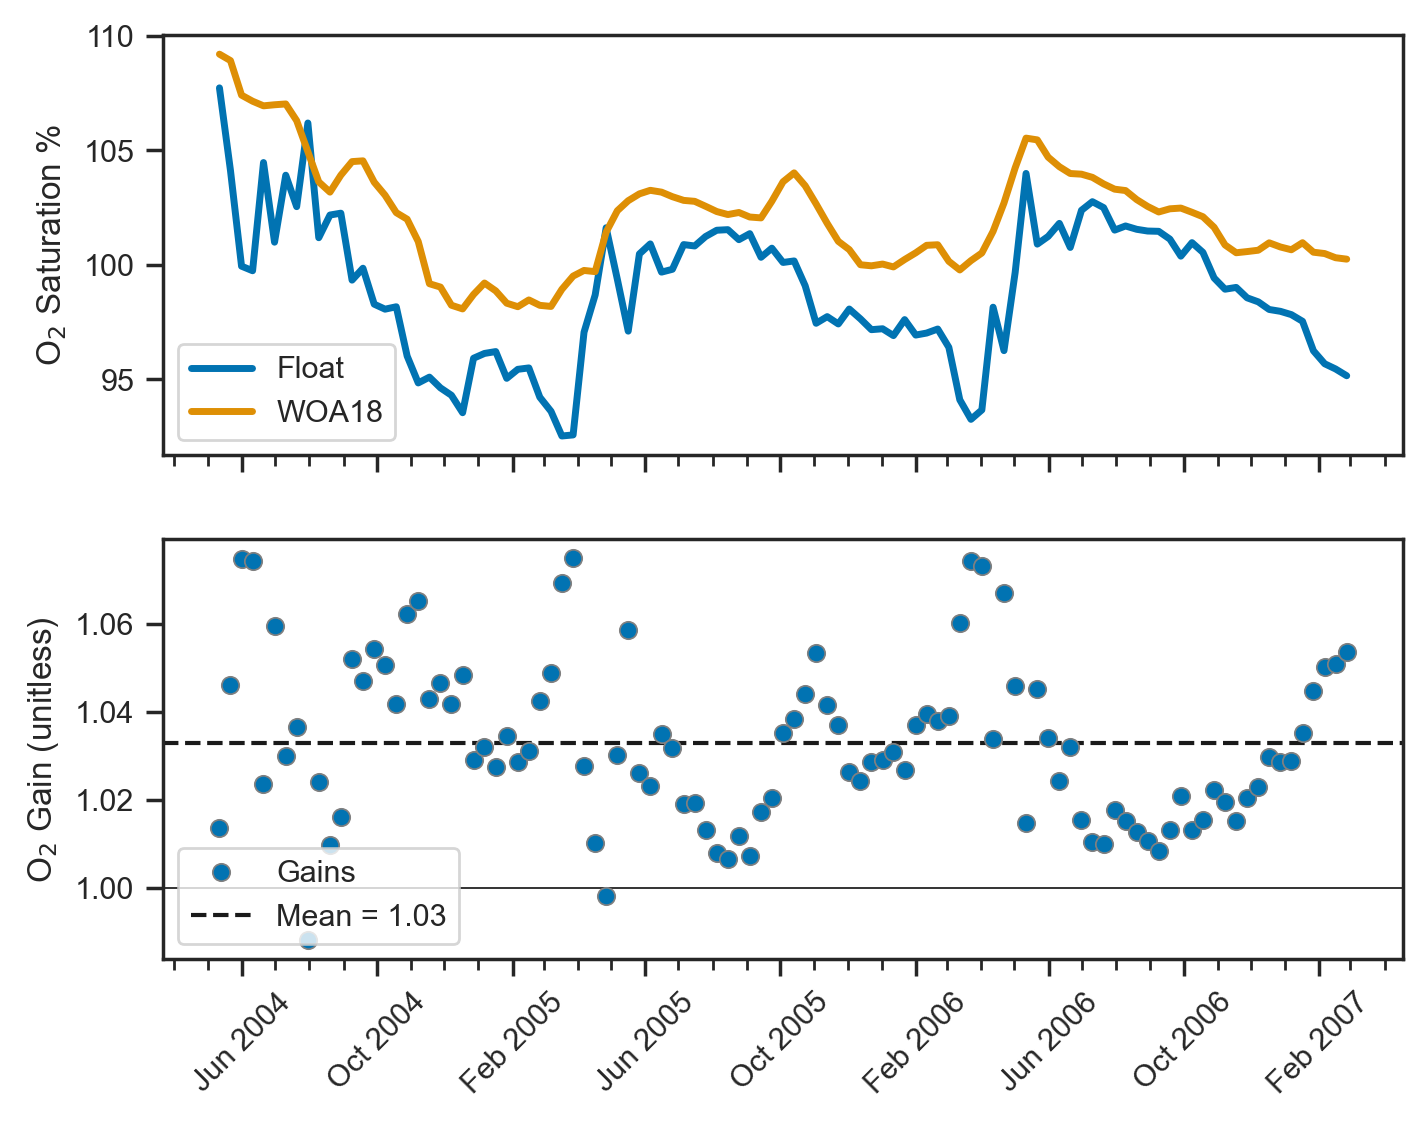 110
105
100
95
O₂ Saturation %
Float
WOA18
1.06
1.04
1.02
1.00
O₂ Gain (unitless)
Gains
Mean = 1.03
Jun 2004
Oct 2004
Feb 2005
Jun 2005
Oct 2005
Feb 2006
Jun 2006
Oct 2006
Feb 2007